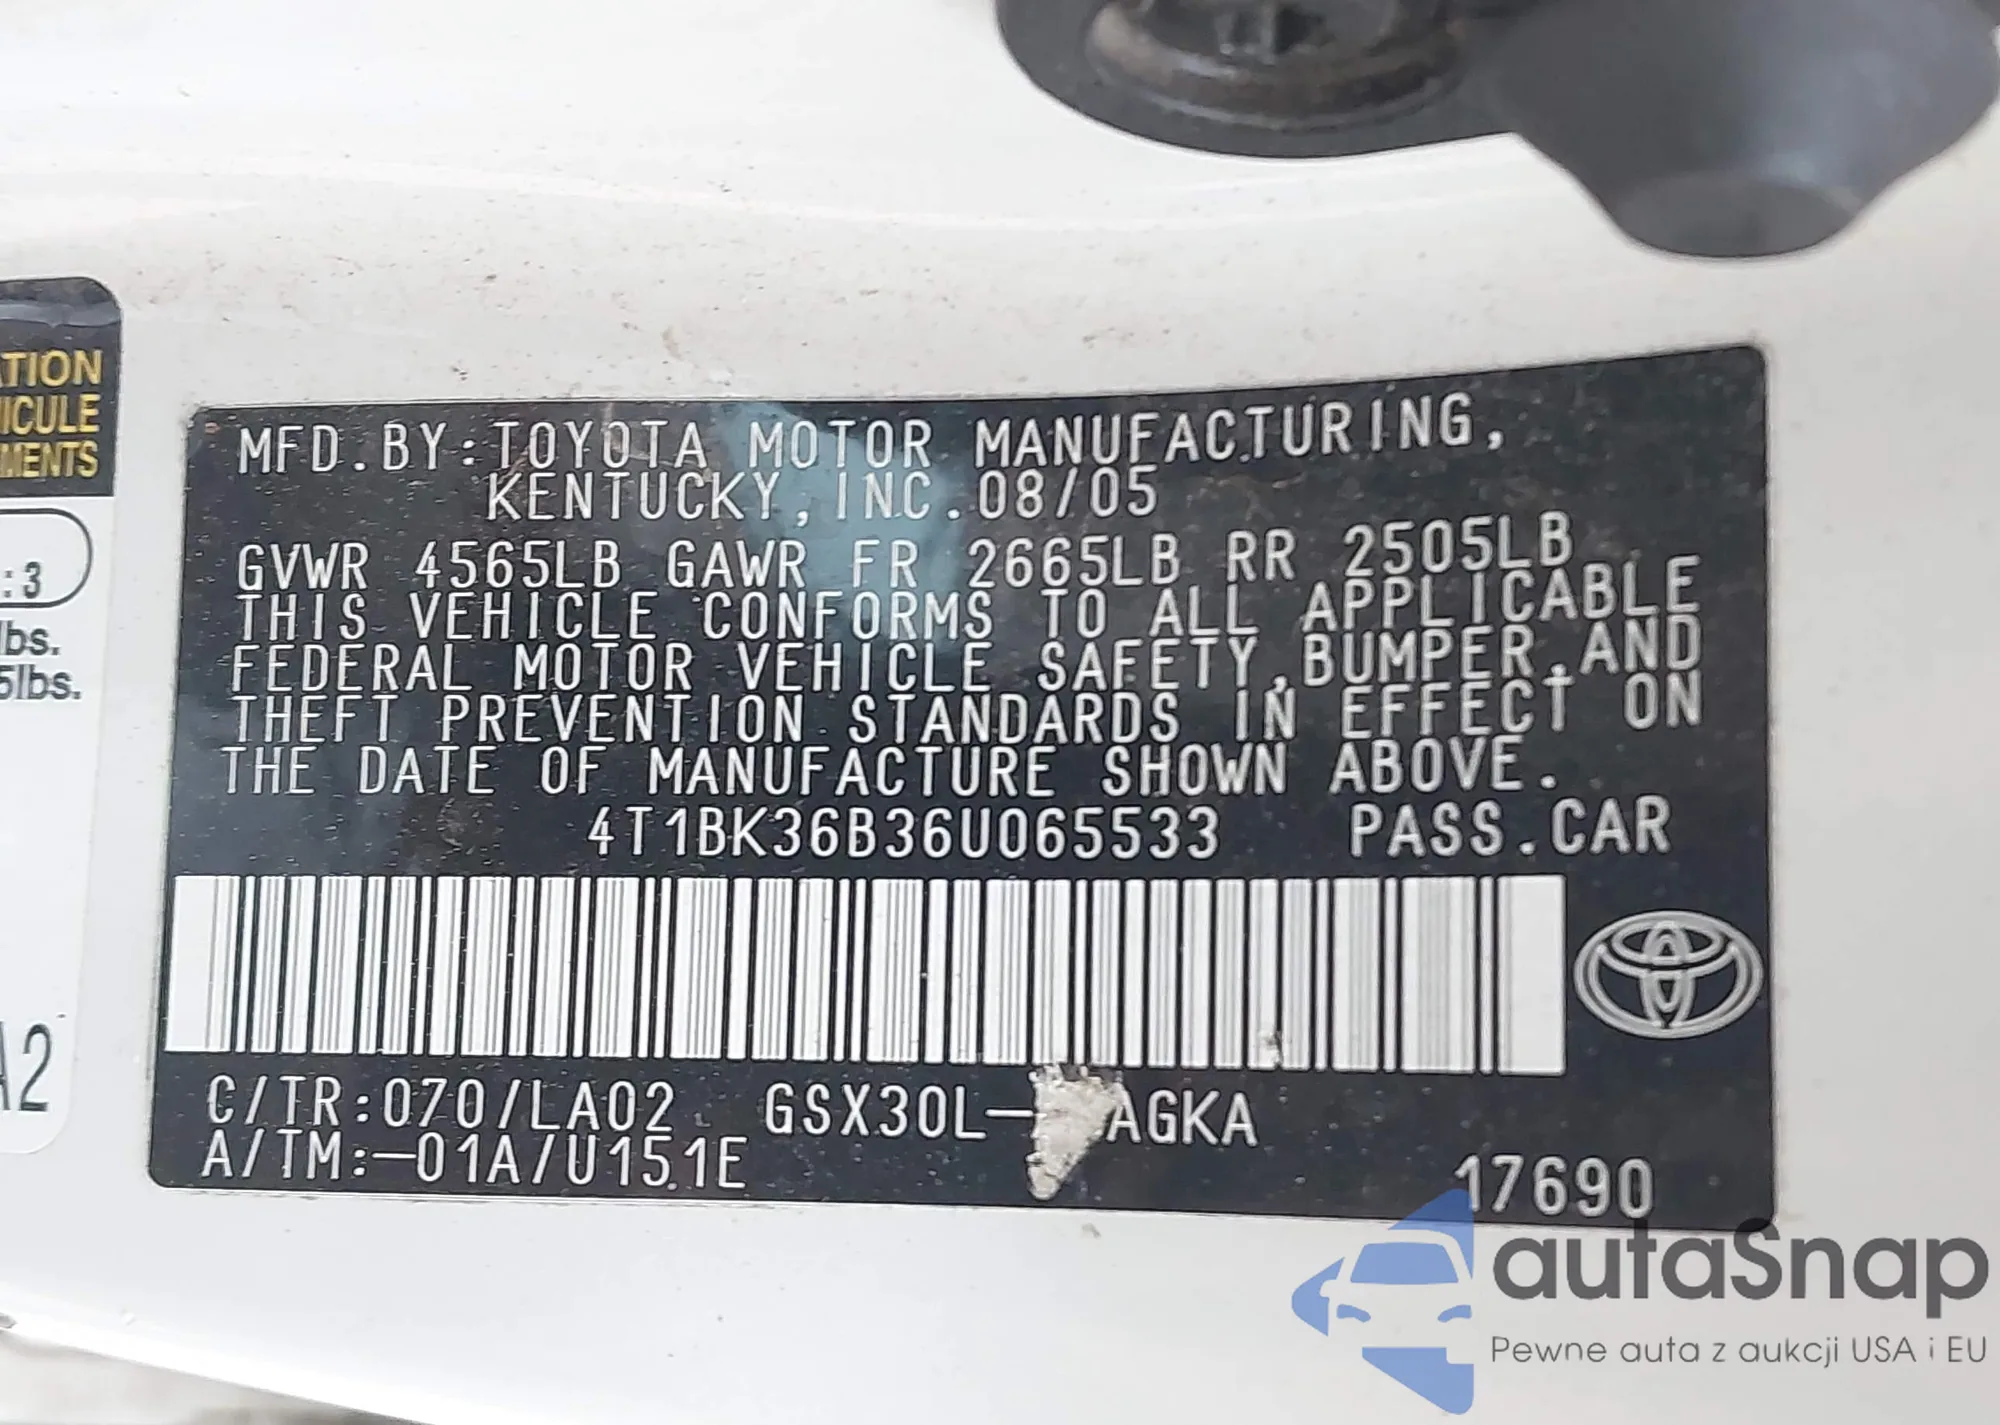 ATION
HICULE
MENTS
:3
lbs.
5lbs.
A2
MFD.BY:TOYOTA MOTOR MANUFACTURING,
KENTUCKY,INC.08/05
GVWR 4565LB GAWR FR 2665LB RR 2505LB
THIS VEHICLE CONFORMS TO ALL APPLICABLE
FEDERAL MOTOR VEHICLE SAFETY,BUMPER,AND
THEFT PREVENTION STANDARDS IN EFFECT ON
THE DATE OF MANUFACTURE SHOWN ABOVE.
4T1BK36B36U065533 PASS.CAR
C/TR:070/LA02 GSX30L- AGKA
A/TM:-01A/U151E
17690
autaSnap
Pewne auta z aukcji USA i EU